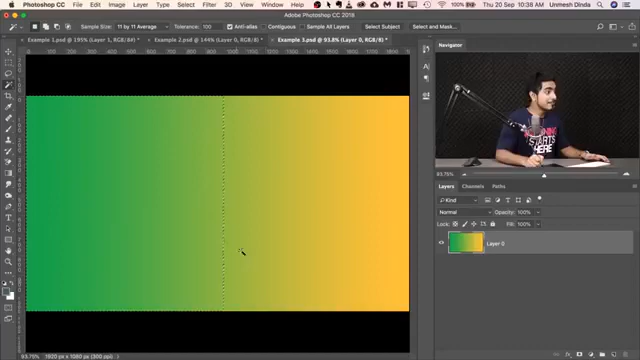 Photoshop CC File Edit Image Layer Type Select Filter 3D View Window Help
100%
Thu 20 Sep 10:38 AM Unmesh Dinda
Adobe Photoshop CC 2018
Sample Size: 11 by 11 Average Tolerance: 100 Anti-alias Contiguous Sample All Layers Select Subject Select and Mask...
Example 1.psd @ 195% (Layer 1, RGB/8#) * Example 2.psd @ 144% (Layer 0, RGB/8) * Example 3.psd @ 93.8% (Layer 0, RGB/8) *
Navigator
93.75%
Layers Channels Paths
Kind
Normal Opacity: 100%
Lock: Fill: 100%
Layer 0
93.75% 1920 px x 1080 px (300 ppi)